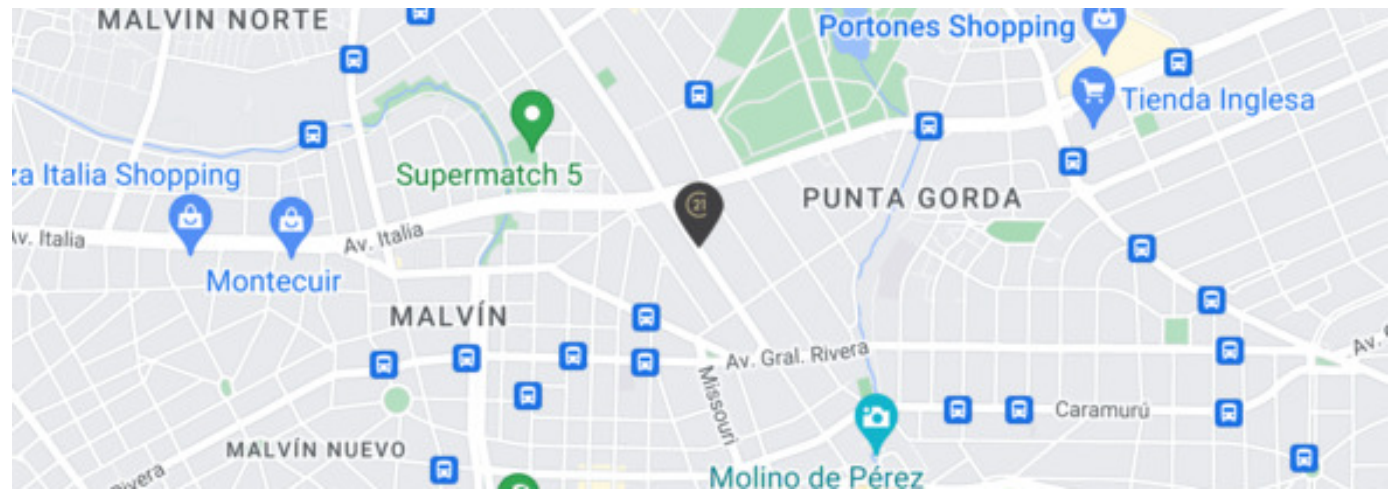 MALVIN NORTE
Portones Shopping
Tienda Inglesa
Supermatch 5
za Italia Shopping
21
PUNTA GORDA
Av. Italia
Av. Italia
Montecuir
MALVÍN
Av. Gral. Rivera
Av.
Missouri
Caramurú
MALVÍN NUEVO
Rivera
Molino de Pérez